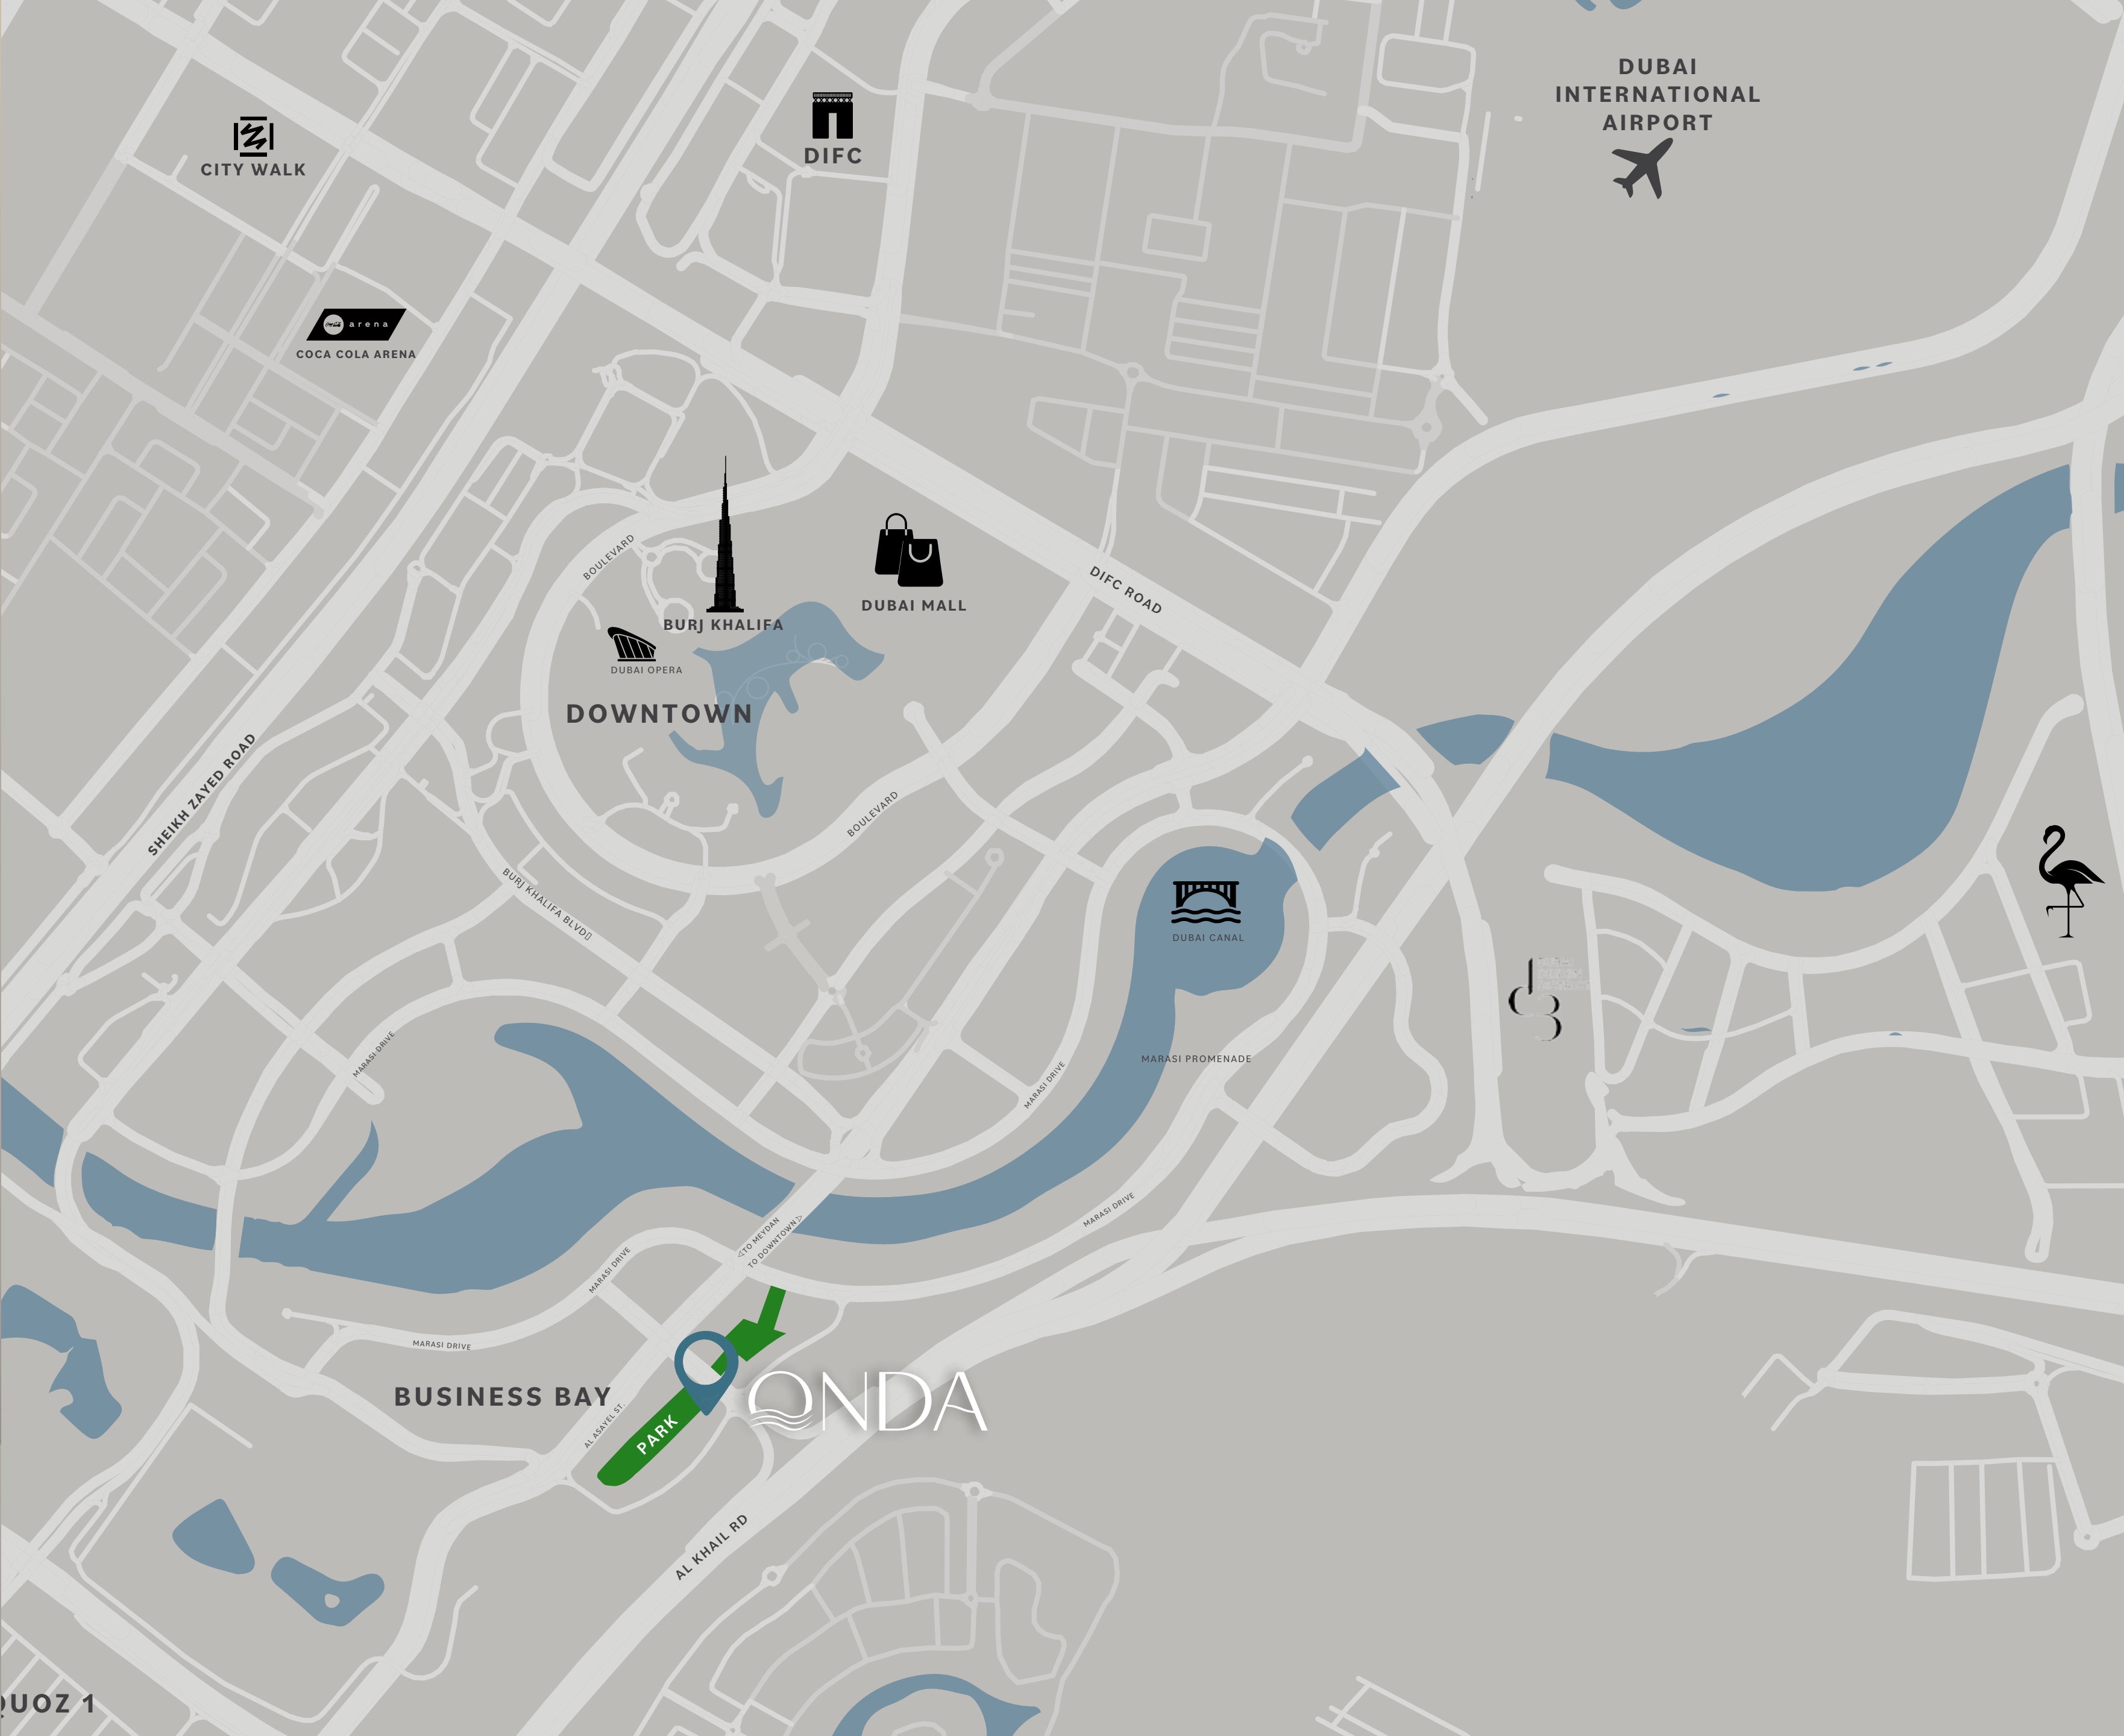 DUBAI
INTERNATIONAL
AIRPORT
DIFC
CITY WALK
arena
COCA COLA ARENA
BOULEVARD
DUBAI MALL
DIFC ROAD
BURJ KHALIFA
DUBAI OPERA
DOWNTOWN
SHEIKH ZAYED ROAD
BOULEVARD
BURJ KHALIFA BLVD
DUBAI CANAL
MARASI DRIVE
MARASI PROMENADE
MARASI DRIVE
MARASI DRIVE
TO MEYDAN
TO DOWNTOWN
MARASI DRIVE
MARASI DRIVE
BUSINESS BAY
AL ASAYEL ST.
PARK
ONDA
AL KHAIL RD
QUOZ 1